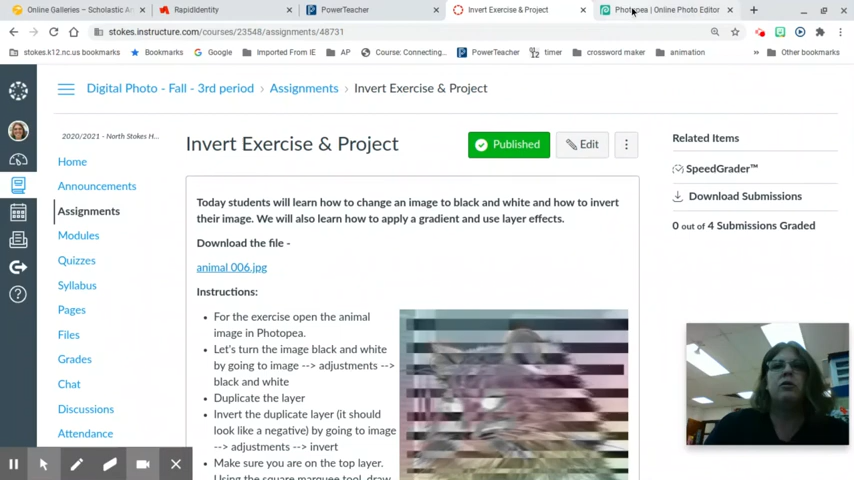 Online Galleries – Scholastic Ar
RapidIdentity
PowerTeacher
Invert Exercise & Project
Photopea | Online Photo Editor
stokes.instructure.com/courses/23548/assignments/48731
stokes.k12.nc.us bookmarks
Bookmarks
Google
Imported From IE
AP
Course: Connecting...
PowerTeacher
timer
crossword maker
animation
»
Other bookmarks
Digital Photo - Fall - 3rd period › Assignments › Invert Exercise & Project
2020/2021 - North Stokes H...
Home
Announcements
Assignments
Modules
Quizzes
Syllabus
Pages
Files
Grades
Chat
Discussions
Attendance
Invert Exercise & Project
Published
Edit
Today students will learn how to change an image to black and white and how to invert
their image. We will also learn how to apply a gradient and use layer effects.
Download the file -
animal 006.jpg
Instructions:
• For the exercise open the animal
image in Photopea.
• Let's turn the image black and white
by going to image --> adjustments -->
black and white
• Duplicate the layer
• Invert the duplicate layer (it should
look like a negative) by going to image
--> adjustments --> invert
• Make sure you are on the top layer.
Using the square marquee tool, draw
Related Items
SpeedGrader™
Download Submissions
0 out of 4 Submissions Graded